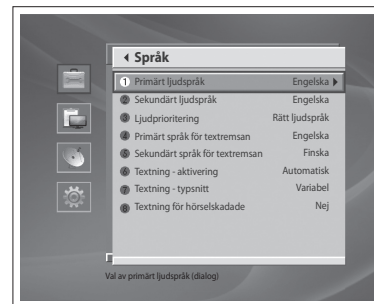 Språk
1 Primärt ljudspråk Engelska
2 Sekundärt ljudspråk Engelska
3 Ljudprioritering Rätt ljudspråk
4 Primärt språk för textremsan Engelska
5 Sekundärt språk för textremsan Finska
6 Textning - aktivering Automatisk
7 Textning - typsnitt Variabel
8 Textning för hörselskadade Nej
Val av primärt ljudspråk (dialog)